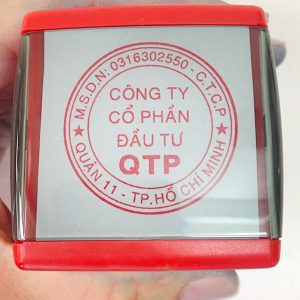 M.S.D.N: 0316302550 - C.T.C.P
CÔNG TY
CỔ PHẦN
ĐẦU TƯ
QTP
★ QUẬN 11 - TP.HỒ CHÍ MINH ★